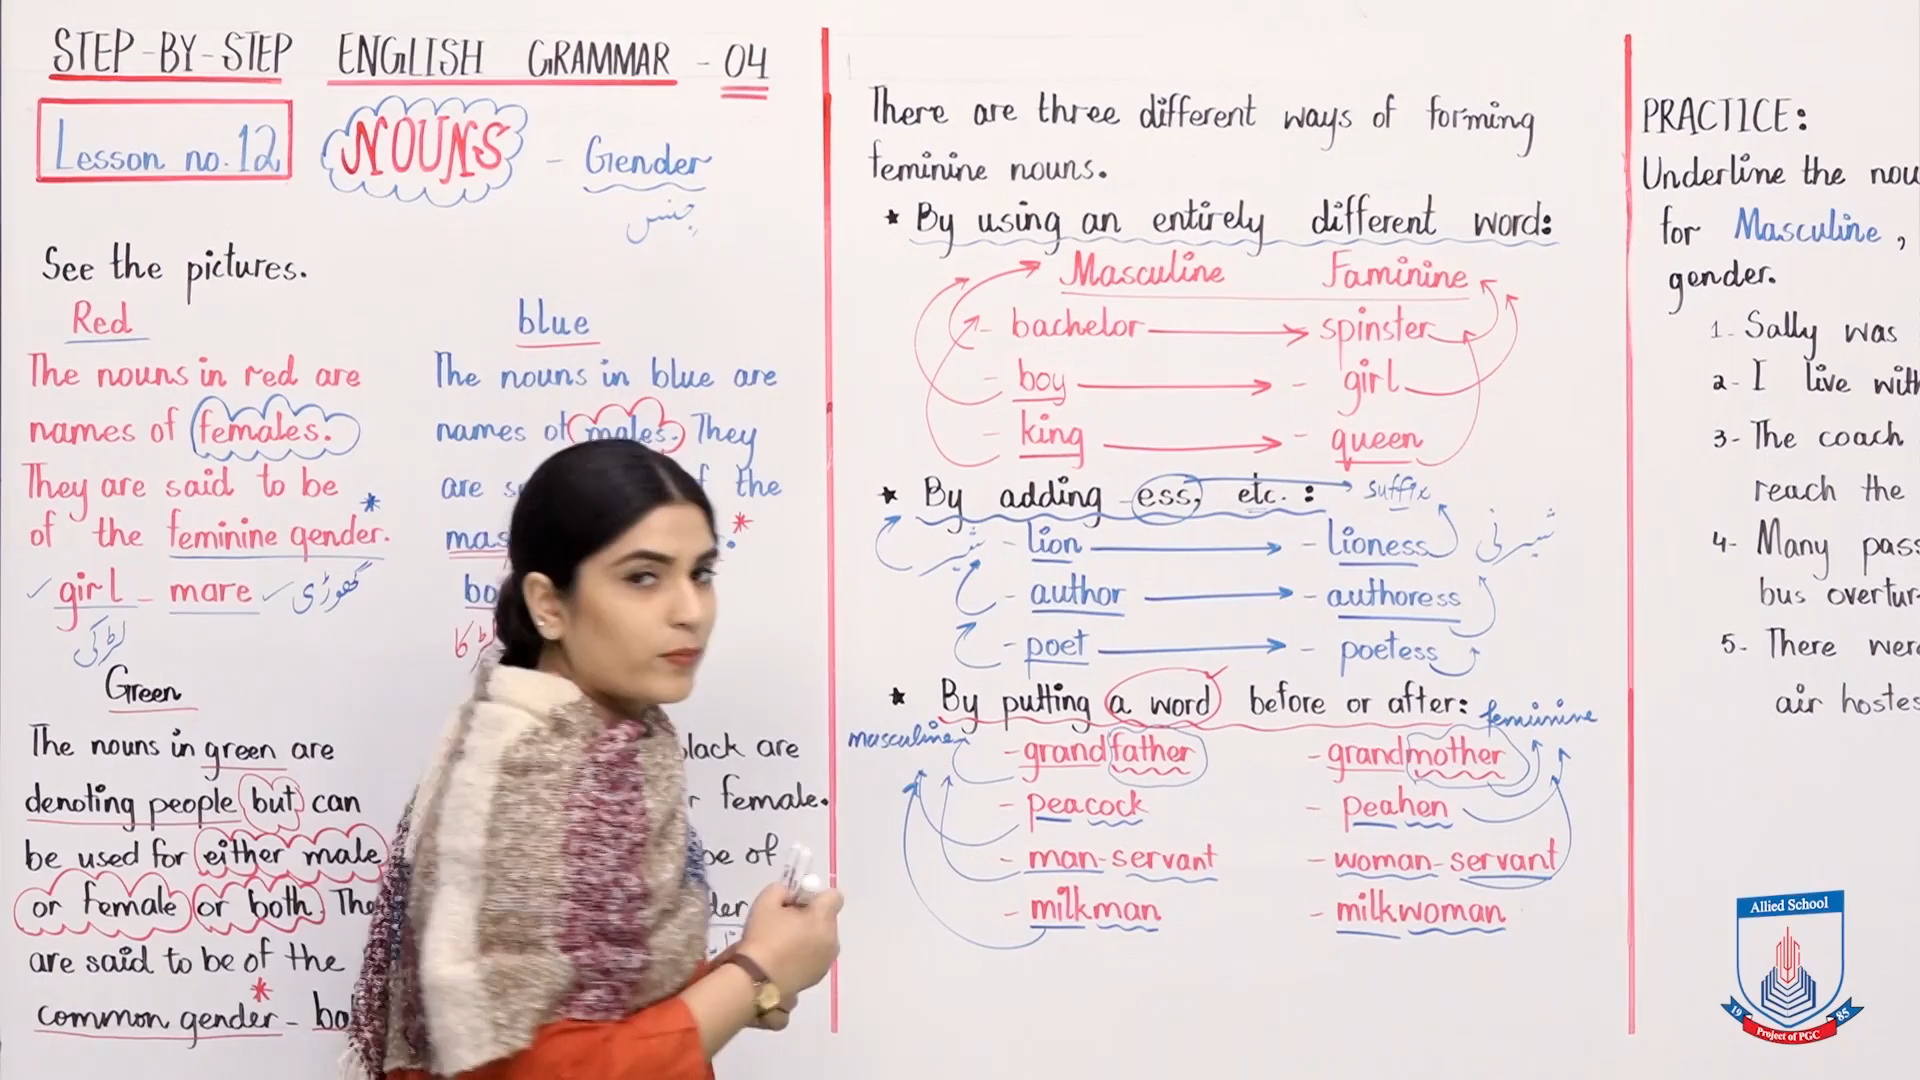 STEP-BY-STEP ENGLISH GRAMMAR - 04
Lesson no. 12
NOUNS - Gender
جنس
See the pictures.
Red
The nouns in red are
names of females.
They are said to be
of the feminine gender.*
girl - mare گھوڑی
لڑکی
blue
The nouns in blue are
names of males. They
are the
*
لڑکا
Green
The nouns in green are
denoting people but can
be used for either male
or female or both. The
are said to be of the
common gender - *
are
female.
be of
There are three different ways of forming
feminine nouns.
* By using an entirely different word:
Masculine Faminine
- bachelor spinster
- boy - girl
- king - queen
* By adding ess, etc. : suffix
شیر - lion - lioness شیرنی
- author - authoress
- poet - poetess
* By putting a word before or after:
masculine feminine
- grandfather - grandmother
- peacock - peahen
- man-servant - woman-servant
- milkman - milkwoman
PRACTICE:
Underline the nou
for Masculine,
gender.
1- Sally was
2- I live with
3- The coach
reach the
4- Many pass
bus overtur
5- There were
air hostes
Allied School
19 85
Project of PGC